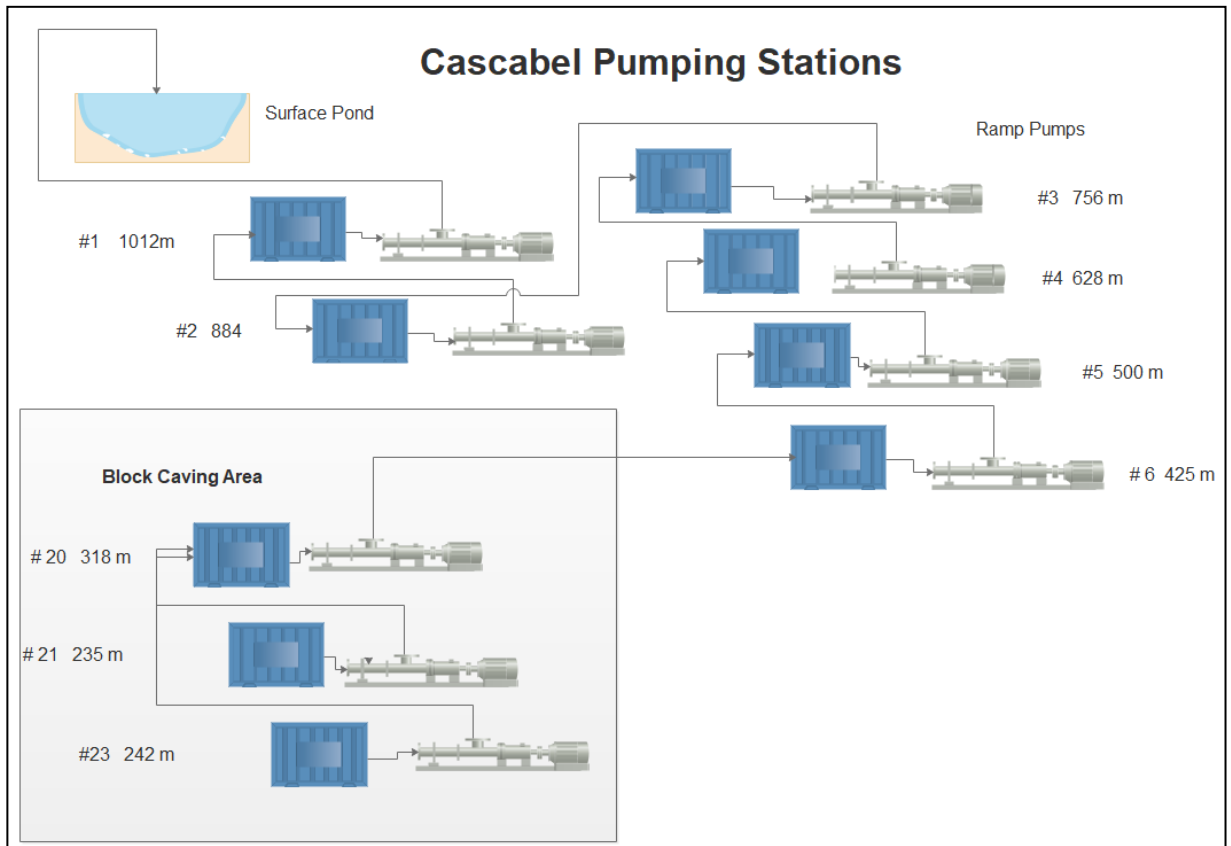 Cascabel Pumping Stations
Surface Pond
Ramp Pumps
#1 1012m
#2 884
#3 756 m
#4 628 m
#5 500 m
# 6 425 m
Block Caving Area
# 20 318 m
# 21 235 m
#23 242 m